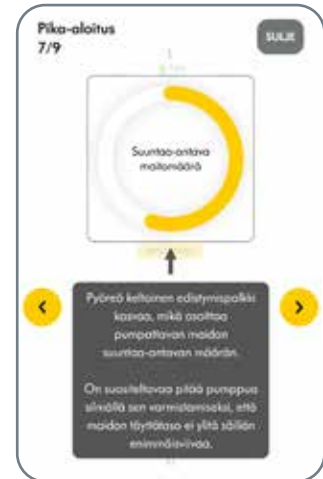 Pika-aloitus
7/9
SULJE
Suuntaa-antava
maitomäärä
Pyöreä keltainen edistymispalkki
kasvaa, mikä osoittaa
pumpattavan maidon
suuntaa-antavan määrän.
On suositeltavaa pitää pumppua
silmällä sen varmistamiseksi, että
maidon täyttötaso ei ylitä säiliön
enimmäisviivaa.